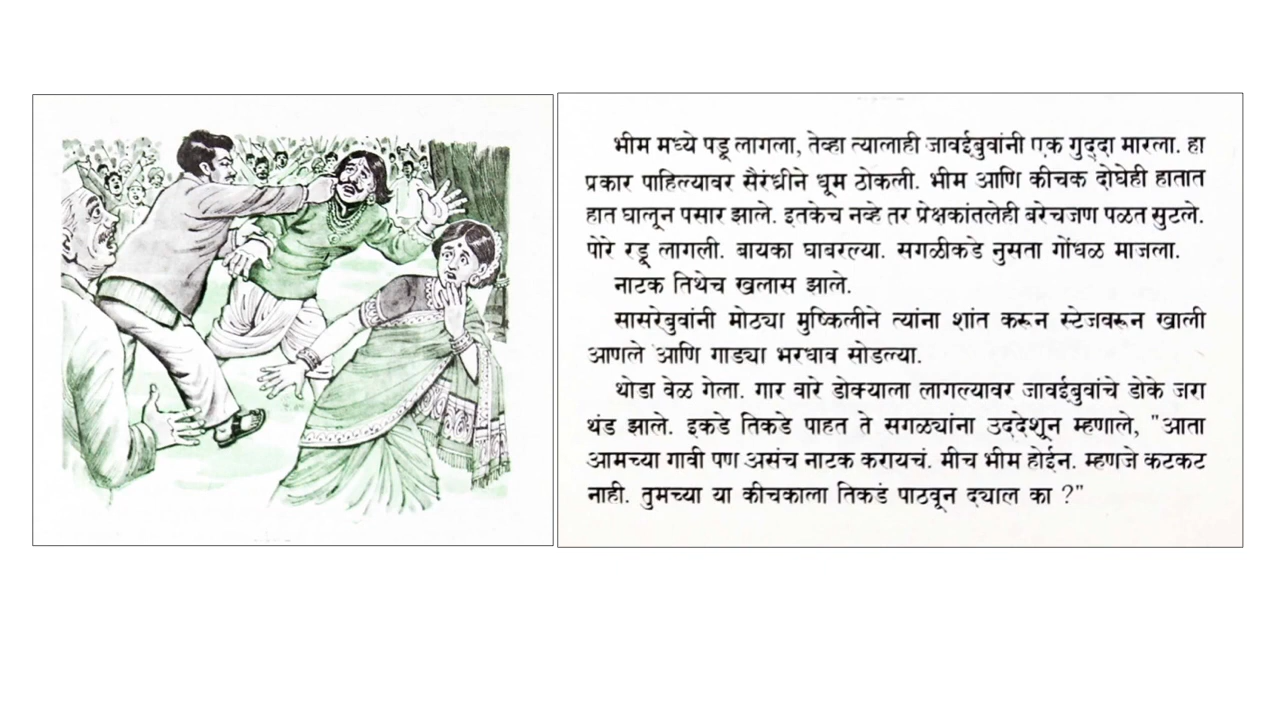 भीम मध्ये पडू लागला, तेव्हा त्यालाही जावईबुवांनी एक गुद्दा मारला. हा
प्रकार पाहिल्यावर सैरंध्रीने धूम ठोकली. भीम आणि कीचक दोघेही हातात
हात घालून पसार झाले. इतकेच नव्हे तर प्रेक्षकांतलेही बरेचजण पळत सुटले.
पोरे रडू लागली. बायका घाबरल्या. सगळीकडे नुसता गोंधळ माजला.
नाटक तिथेच खलास झाले.
सासरेबुवांनी मोठ्या मुष्किलीने त्यांना शांत करून स्टेजवरून खाली
आणले आणि गाड्या भरधाव सोडल्या.
थोडा वेळ गेला. गार वारे डोक्याला लागल्यावर जावईबुवांचे डोके जरा
थंड झाले. इकडे तिकडे पाहत ते सगळ्यांना उद्देशून म्हणाले, "आता
आमच्या गावी पण असंच नाटक करायचं. मीच भीम होईन. म्हणजे कटकट
नाही. तुमच्या या कीचकाला तिकडं पाठवून द्याल का ?"